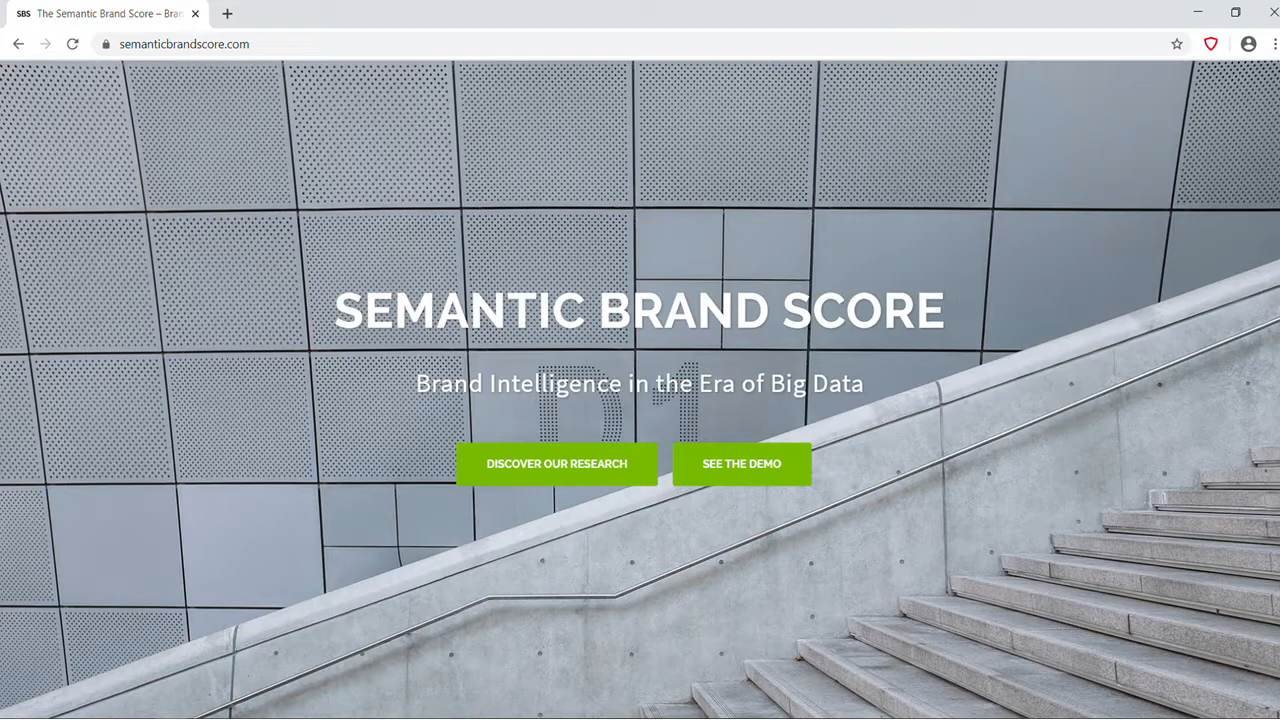 SBS The Semantic Brand Score – Bran
semanticbrandscore.com
SEMANTIC BRAND SCORE
Brand Intelligence in the Era of Big Data
D1
DISCOVER OUR RESEARCH
SEE THE DEMO